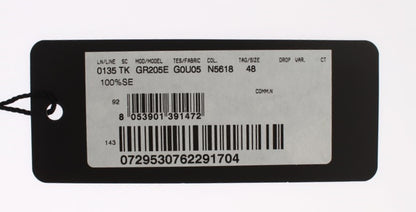 LN/LINE SC MOD/MODEL TES/FABRIC COL. TAG/SIZE DROP VAR. CT
0135 TK GR205E G0U05 N5618 48
100%SE
COMM.N
92
8 053901 391472
143
0729530762291704